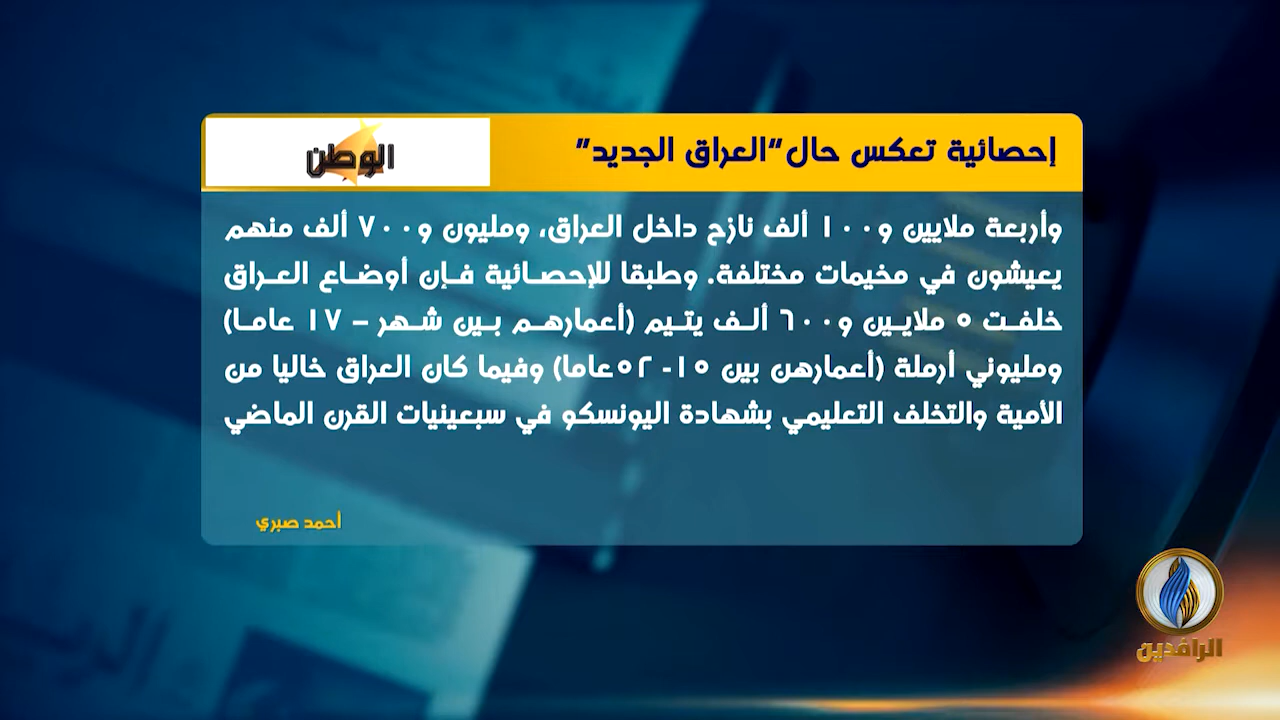 إحصائية تعكس حال“العراق الجديد”
الوطن
وأربعة ملايين و١٠٠ ألف نازح داخل العراق، ومليون و٧٠٠ ألف منهم
يعيشون في مخيمات مختلفة. وطبقا للإحصائية فإن أوضاع العراق
خلفت ٥ ملايين و٦٠٠ ألف يتيم (أعمارهم بين شهر – ١٧ عاما)
ومليوني أرملة (أعمارهن بين ١٥- ٥٢عاما) وفيما كان العراق خاليا من
الأمية والتخلف التعليمي بشهادة اليونسكو في سبعينيات القرن الماضي
أحمد صبري
الرافدين